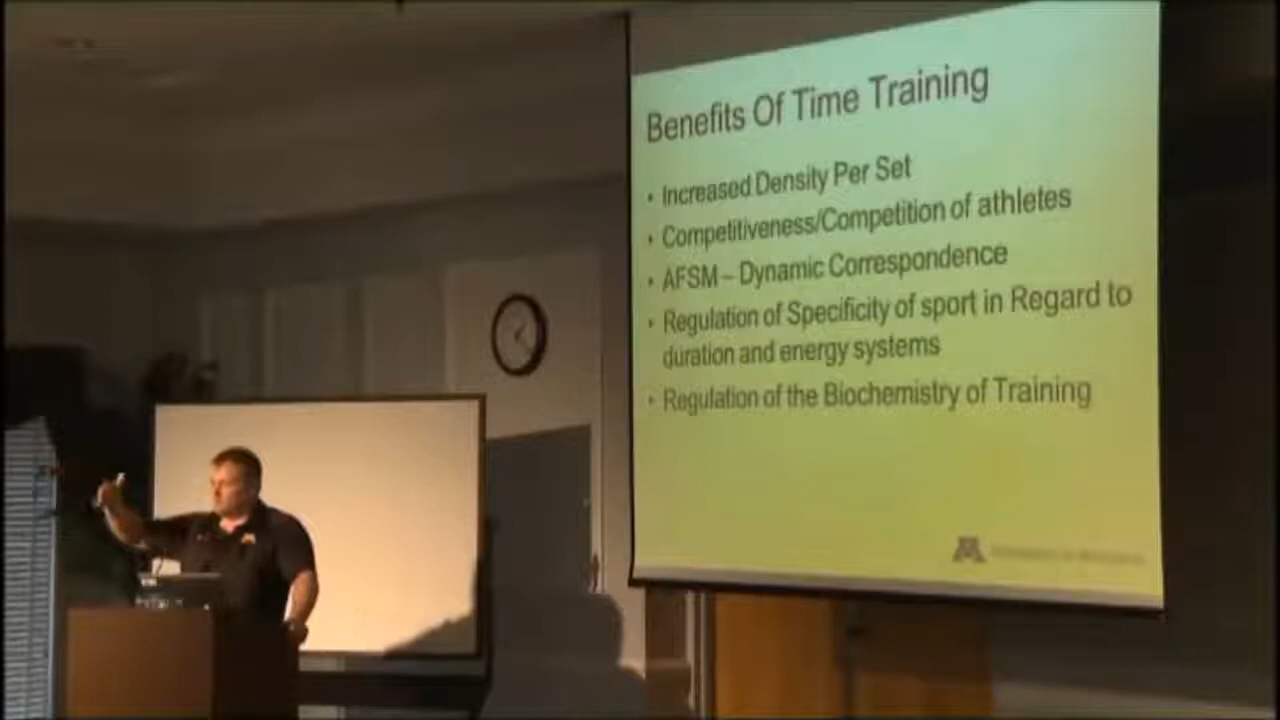 Benefits Of Time Training
• Increased Density Per Set
• Competitiveness/Competition of athletes
• AFSM – Dynamic Correspondence
• Regulation of Specificity of sport in Regard to
duration and energy systems
• Regulation of the Biochemistry of Training
M